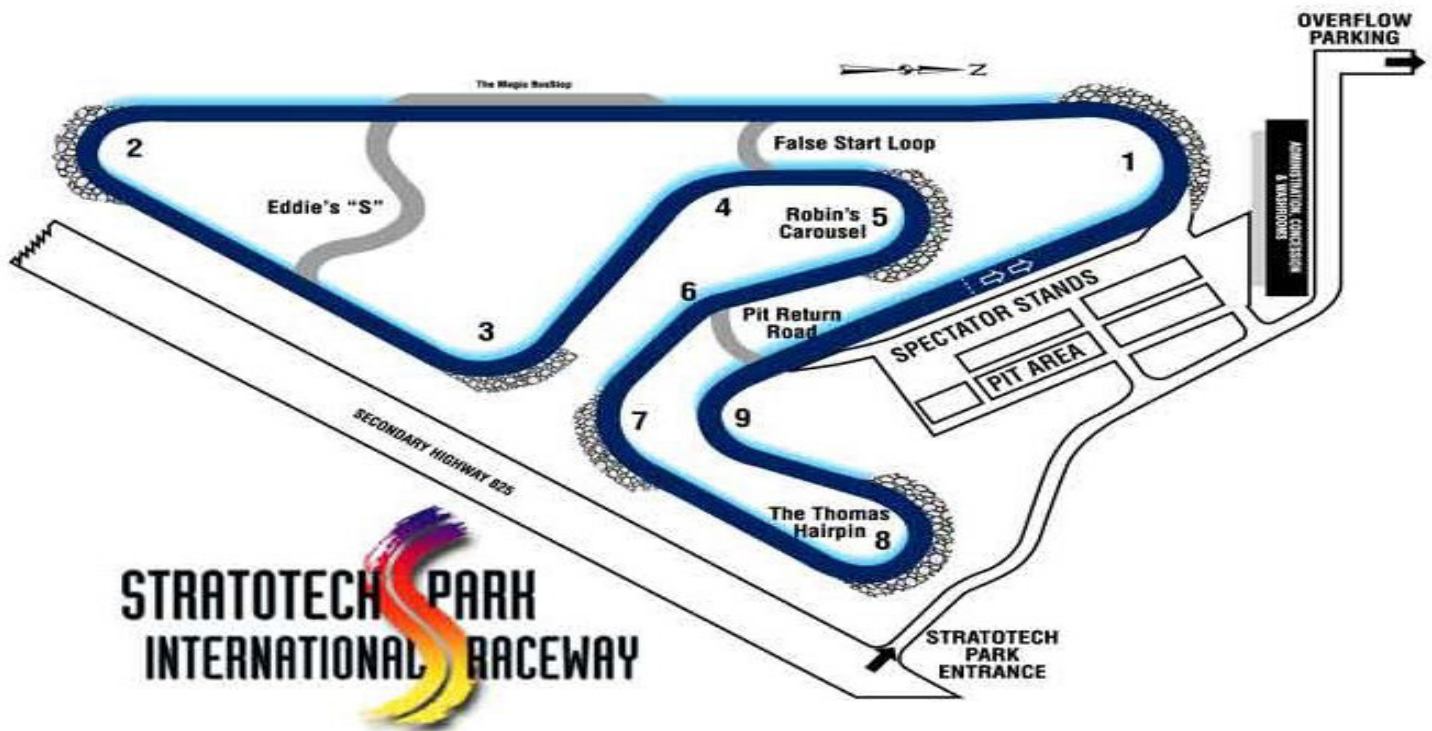 OVERFLOW
PARKING
N
The Magic BusStop
2
False Start Loop
1
ADMINISTRATION, CONCESSION
& WASHROOMS
Eddie's "S"
4
Robin's
Carousel
5
6
3
Pit Return
Road
SPECTATOR STANDS
PIT AREA
7
9
SECONDARY HIGHWAY 825
The Thomas
Hairpin
8
STRATOTECH PARK
INTERNATIONAL RACEWAY
STRATOTECH
PARK
ENTRANCE